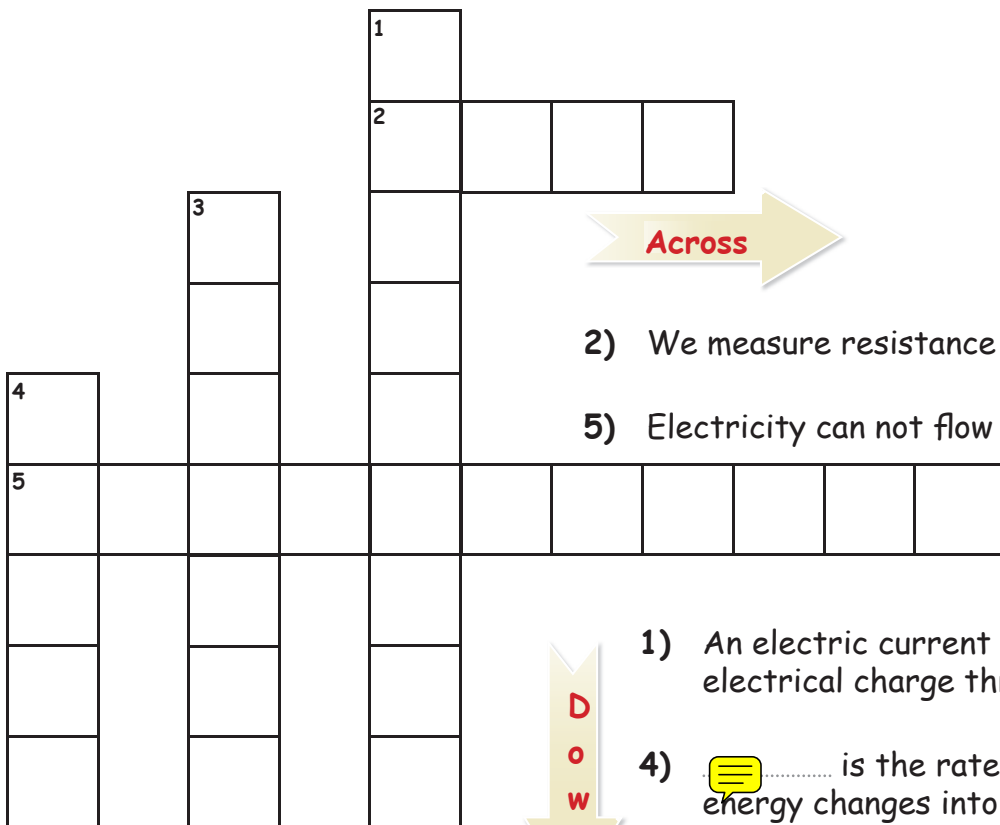 1
2
3
Across
2) We measure resistance
4
5) Electricity can not flow
5
1) An electric current
electrical charge
D
o
w
4) .............. is the rate
energy changes into